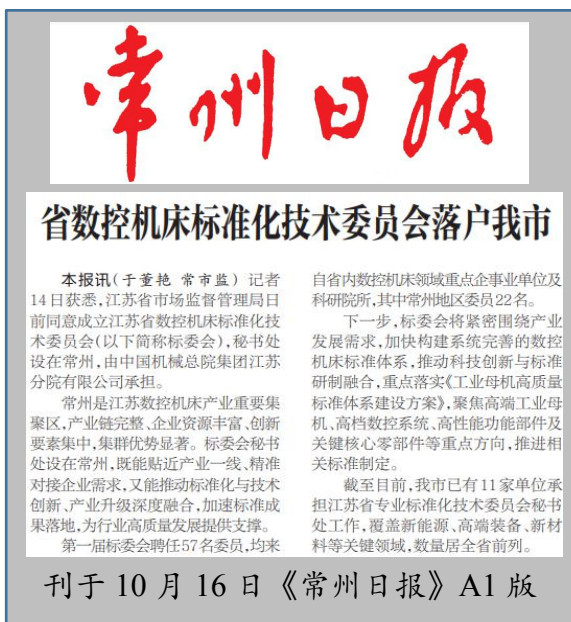 常州日报
省数控机床标准化技术委员会落户我市
本报讯(于董艳 常市监) 记者
14日获悉,江苏省市场监督管理局日
前同意成立江苏省数控机床标准化技
术委员会(以下简称标委会),秘书处
设在常州,由中国机械总院集团江苏
分院有限公司承担。
常州是江苏数控机床产业重要集
聚区,产业链完整、企业资源丰富、创新
要素集中,集群优势显著。标委会秘书
处设在常州,既能贴近产业一线、精准
对接企业需求,又能推动标准化与技术
创新、产业升级深度融合,加速标准成
果落地,为行业高质量发展提供支撑。
第一届标委会聘任57名委员,均来
自省内数控机床领域重点企事业单位及
科研院所,其中常州地区委员22名。
下一步,标委会将紧密围绕产业
发展需求,加快构建系统完善的数控
机床标准体系,推动科技创新与标准
研制融合,重点落实《工业母机高质量
标准体系建设方案》,聚焦高端工业母
机、高档数控系统、高性能功能部件及
关键核心零部件等重点方向,推进相
关标准制定。
截至目前,我市已有11家单位承
担江苏省专业标准化技术委员会秘书
处工作,覆盖新能源、高端装备、新材
料等关键领域,数量居全省前列。
刊于 10 月 16 日《常州日报》A1 版